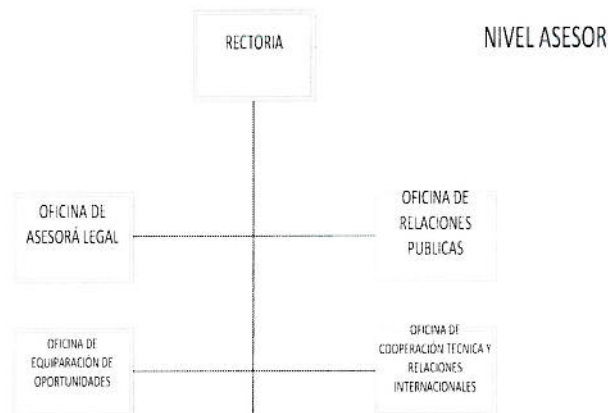 RECTORIA
NIVEL ASESOR
OFICINA DE
ASESORÁ LEGAL
OFICINA DE
RELACIONES
PUBLICAS
OFICINA DE
EQUIPARACIÓN DE
OPORTUNIDADES
OFICINA DE
COOPERACIÓN TECNICA Y
RELACIONES
INTERNACIONALES